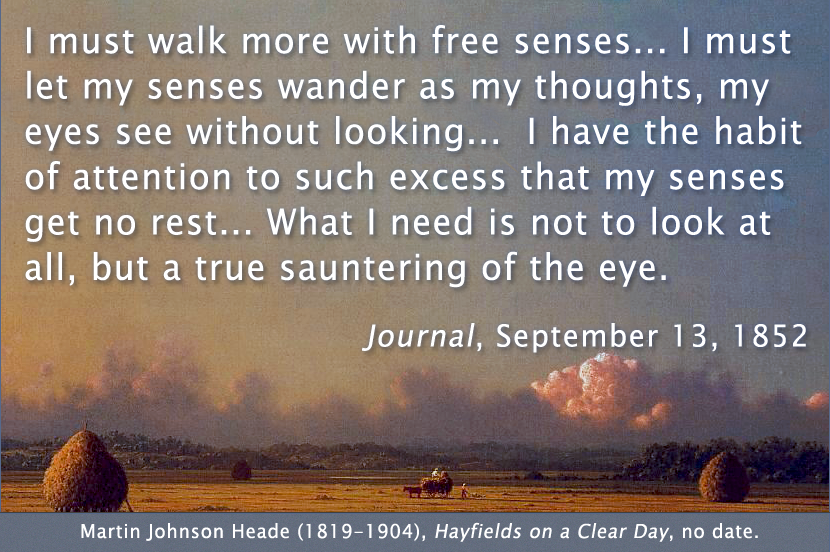 I must walk more with free senses... I must
let my senses wander as my thoughts, my
eyes see without looking...  I have the habit
of attention to such excess that my senses
get no rest... What I need is not to look at
all, but a true sauntering of the eye.
Journal, September 13, 1852
Martin Johnson Heade (1819-1904), Hayfields on a Clear Day, no date.